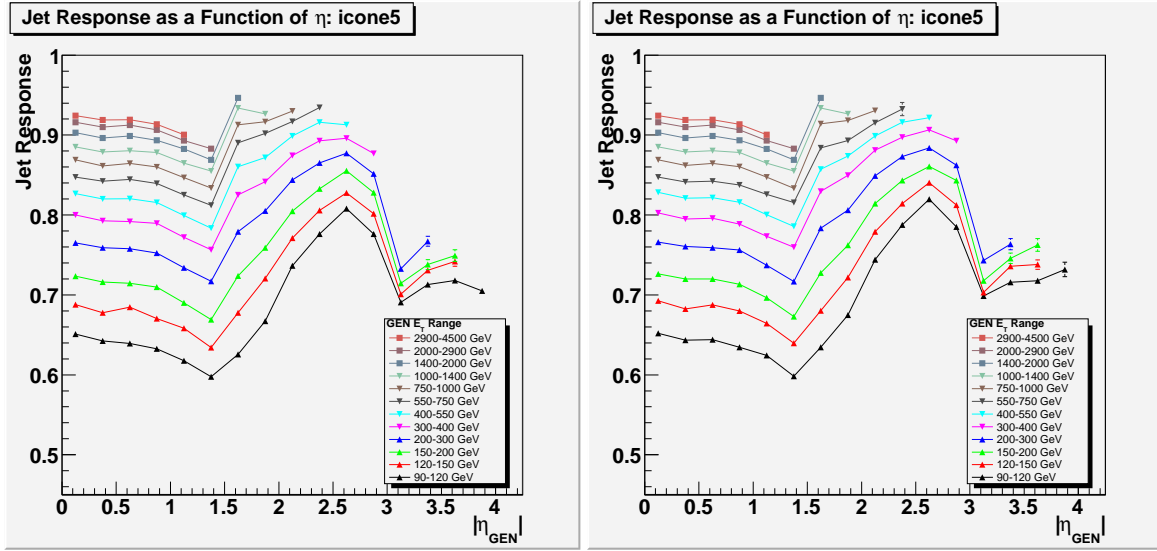 Jet Response as a Function of η: icone5
Jet Response
1
0.9
0.8
0.7
0.6
0.5
0 0.5 1 1.5 2 2.5 3 3.5 4
|η_GEN|
GEN E_T Range
2900-4500 GeV
2000-2900 GeV
1400-2000 GeV
1000-1400 GeV
750-1000 GeV
550-750 GeV
400-550 GeV
300-400 GeV
200-300 GeV
150-200 GeV
120-150 GeV
90-120 GeV
Jet Response as a Function of η: icone5
Jet Response
1
0.9
0.8
0.7
0.6
0.5
0 0.5 1 1.5 2 2.5 3 3.5 4
|η_GEN|
GEN E_T Range
2900-4500 GeV
2000-2900 GeV
1400-2000 GeV
1000-1400 GeV
750-1000 GeV
550-750 GeV
400-550 GeV
300-400 GeV
200-300 GeV
150-200 GeV
120-150 GeV
90-120 GeV